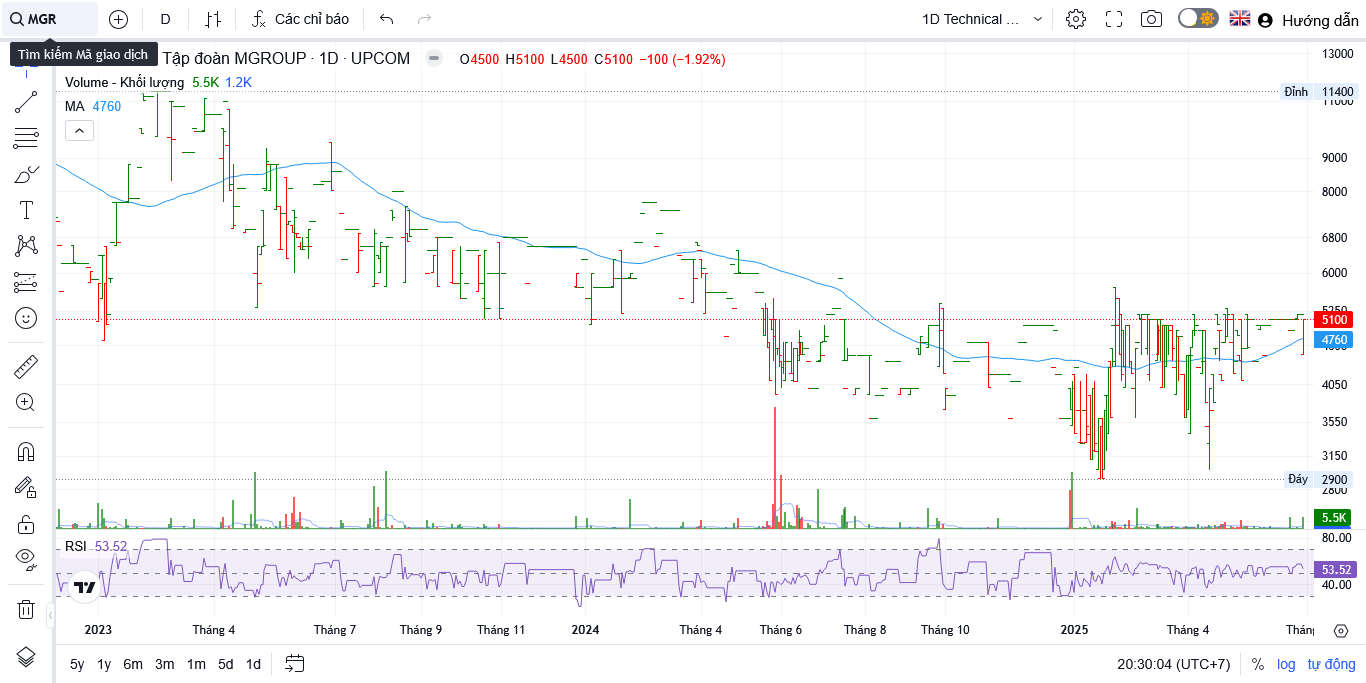 MGR
D
Các chỉ báo
1D Technical ...
Hướng dẫn
Tìm kiếm Mã giao dịch
Tập đoàn MGROUP · 1D · UPCOM
O4500 H5100 L4500 C5100 −100 (−1.92%)
Volume - Khối lượng 5.5K 1.2K
MA 4760
13000
Đỉnh 11400
11000
9000
8000
6800
6000
5250
5100
4760
4050
3550
3150
Đáy 2900
2800
5.5K
RSI 53.52
80.00
53.52
40.00
2023 Tháng 4 Tháng 7 Tháng 9 Tháng 11 2024 Tháng 4 Tháng 6 Tháng 8 Tháng 10 2025 Tháng 4
5y 1y 6m 3m 1m 5d 1d
20:30:04 (UTC+7) % log tự động